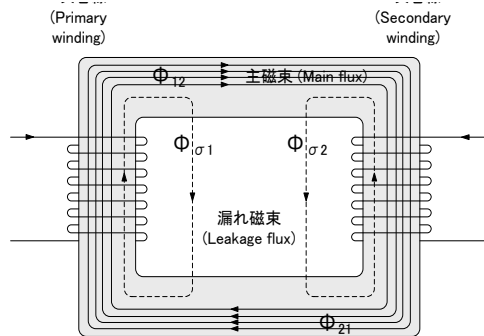 (Primary
winding)
(Secondary
winding)
Φ12
主磁束 (Main flux)
Φσ1
Φσ2
漏れ磁束
(Leakage flux)
Φ21